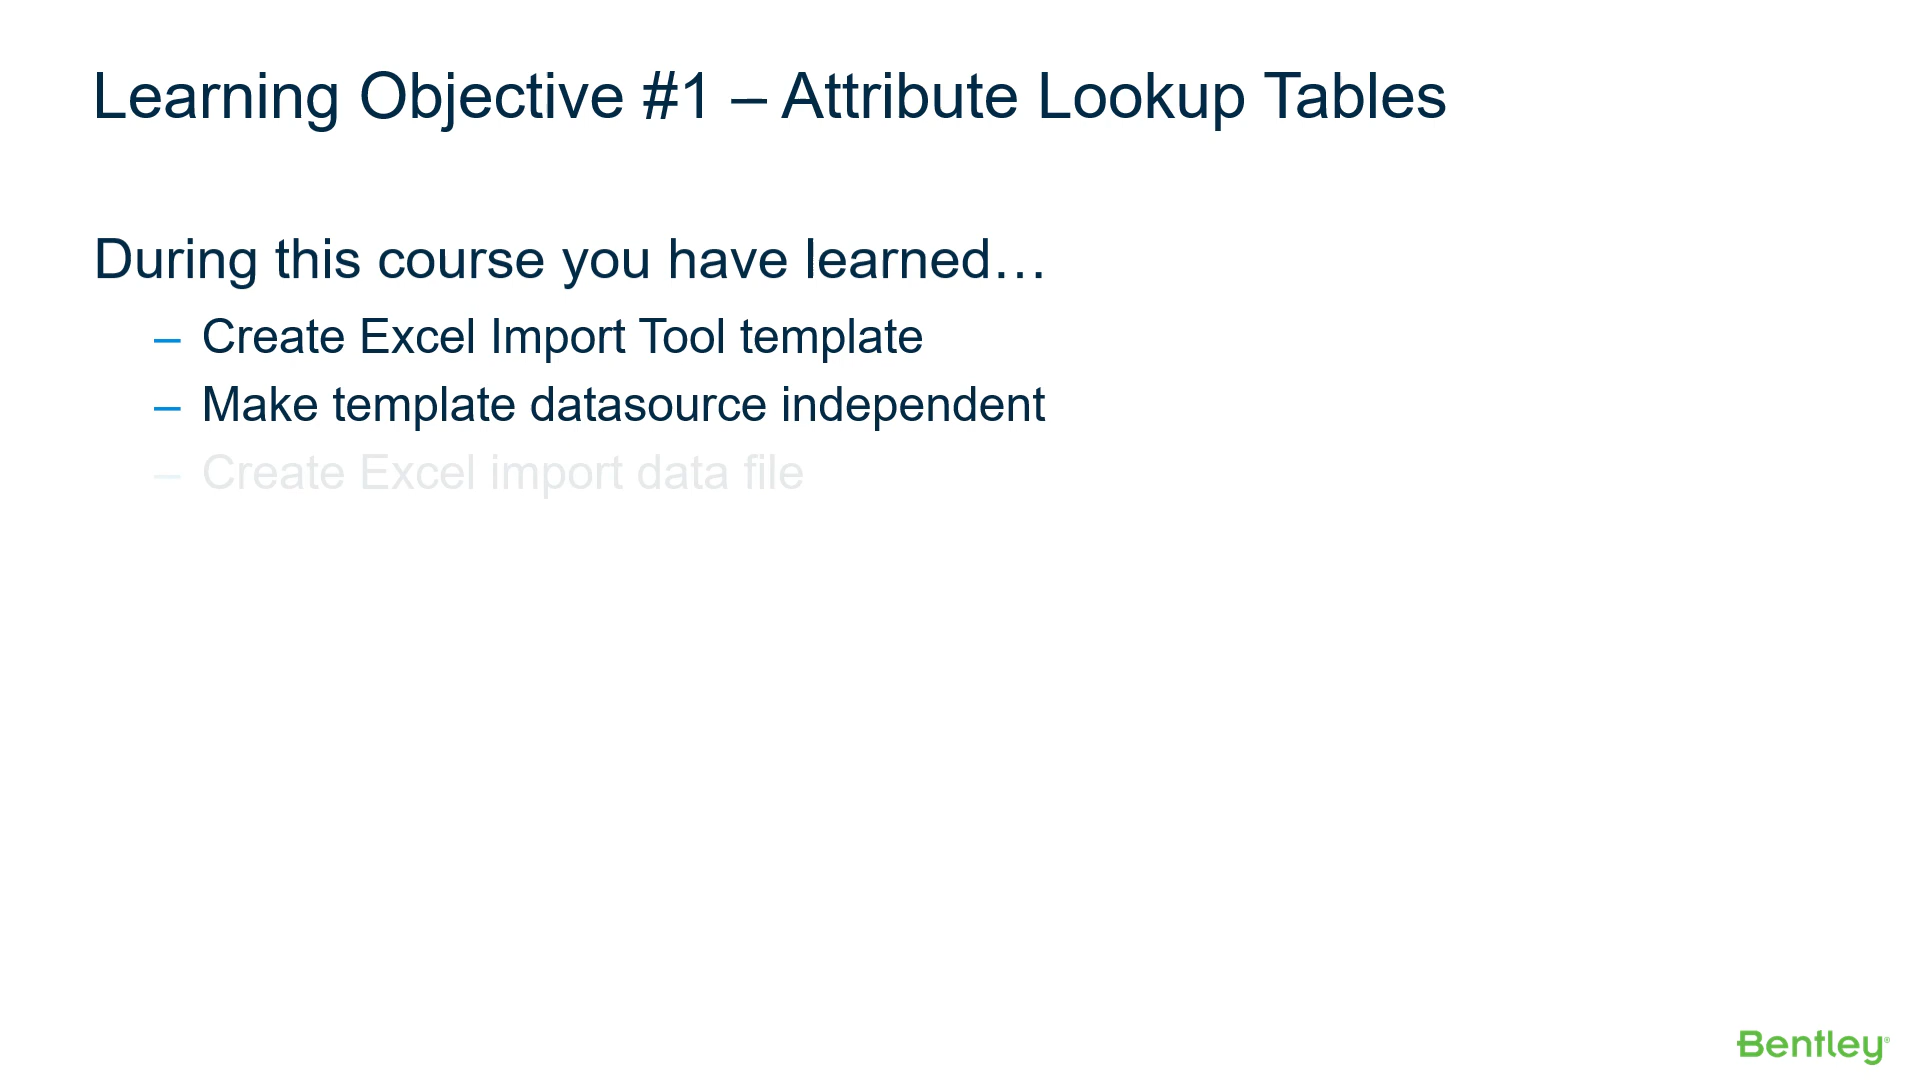 Learning Objective #1 – Attribute Lookup Tables
During this course you have learned…
– Create Excel Import Tool template
– Make template datasource independent
– Create Excel import data file
Bentley®